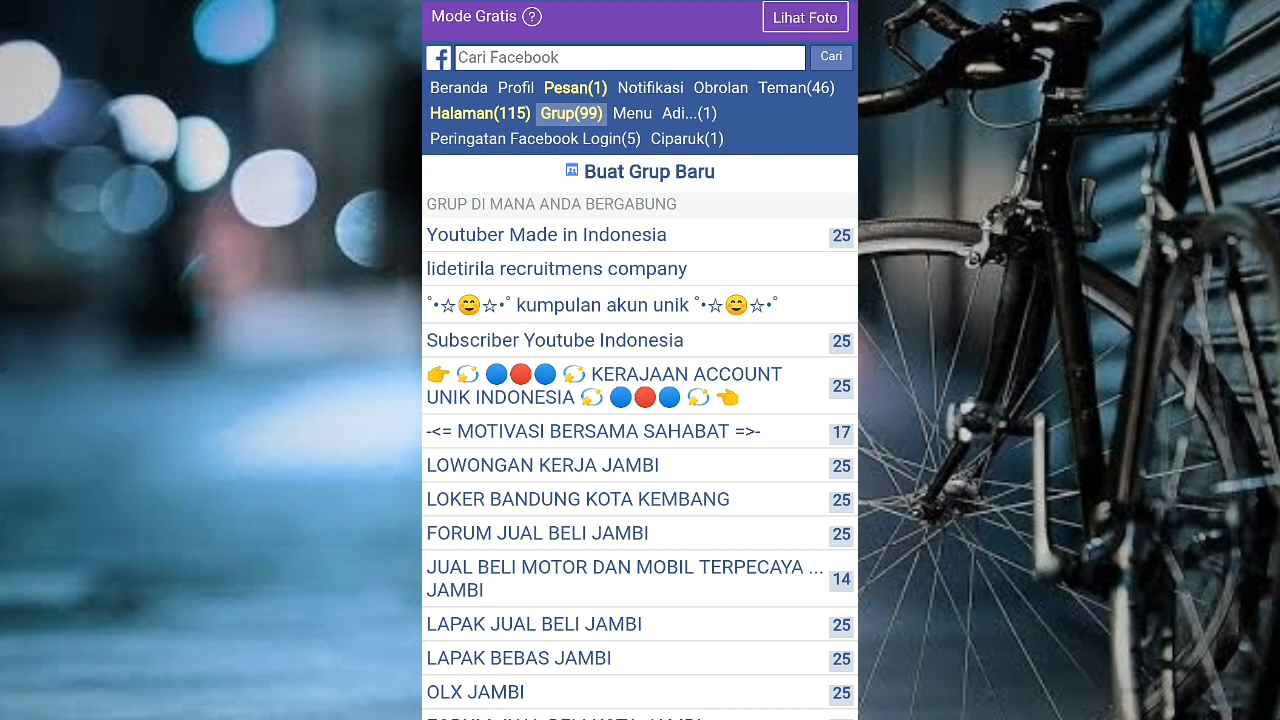 Mode Gratis ?
Lihat Foto
Cari Facebook
Cari
Beranda Profil Pesan(1) Notifikasi Obrolan Teman(46)
Halaman(115) Grup(99) Menu Adi...(1)
Peringatan Facebook Login(5) Ciparuk(1)
Buat Grup Baru
GRUP DI MANA ANDA BERGABUNG
Youtuber Made in Indonesia 25
lidetirila recruitmens company
˚•☆😊☆•˚ kumpulan akun unik ˚•☆😊☆•˚
Subscriber Youtube Indonesia 25
👉 💫 🔵🔴🔵 💫 KERAJAAN ACCOUNT
UNIK INDONESIA 💫 🔵🔴🔵 💫 👈 25
-<= MOTIVASI BERSAMA SAHABAT =>- 17
LOWONGAN KERJA JAMBI 25
LOKER BANDUNG KOTA KEMBANG 25
FORUM JUAL BELI JAMBI 25
JUAL BELI MOTOR DAN MOBIL TERPECAYA ...
JAMBI 14
LAPAK JUAL BELI JAMBI 25
LAPAK BEBAS JAMBI 25
OLX JAMBI 25